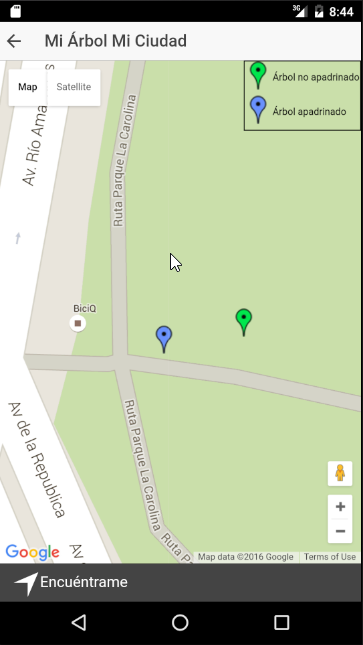 3G 8:44
Mi Árbol Mi Ciudad
Map Satellite
Árbol no apadrinado
Árbol apadrinado
Av. Río Ama s
Ruta Parque La Carolina
BiciQ
Av de la Republica
Ruta Parque La Carolina
Ruta P
Av
Google
Map data ©2016 Google Terms of Use
Encuéntrame